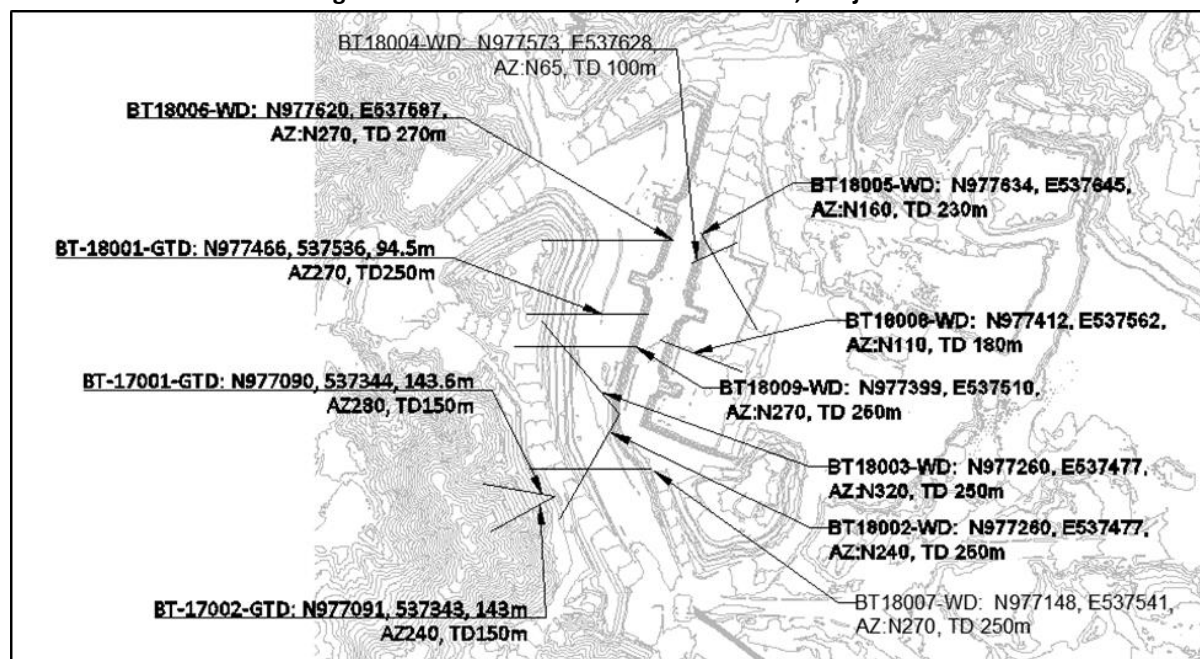 BT18004-WD: N977573, E537628,
AZ:N65, TD 100m
BT18006-WD: N977620, E537587,
AZ:N270, TD 270m
BT18005-WD: N977634, E537645,
AZ:N160, TD 230m
BT-18001-GTD: N977466, 537536, 94.5m
AZ270, TD250m
BT18008-WD: N977412, E537562,
AZ:N110, TD 180m
BT-17001-GTD: N977090, 537344, 143.6m
AZ280, TD150m
BT18009-WD: N977399, E537510,
AZ:N270, TD 250m
BT18003-WD: N977260, E537477,
AZ:N320, TD 250m
BT18002-WD: N977260, E537477,
AZ:N240, TD 250m
BT-17002-GTD: N977091, 537343, 143m
AZ240, TD150m
BT18007-WD: N977148, E537541,
AZ:N270, TD 250m